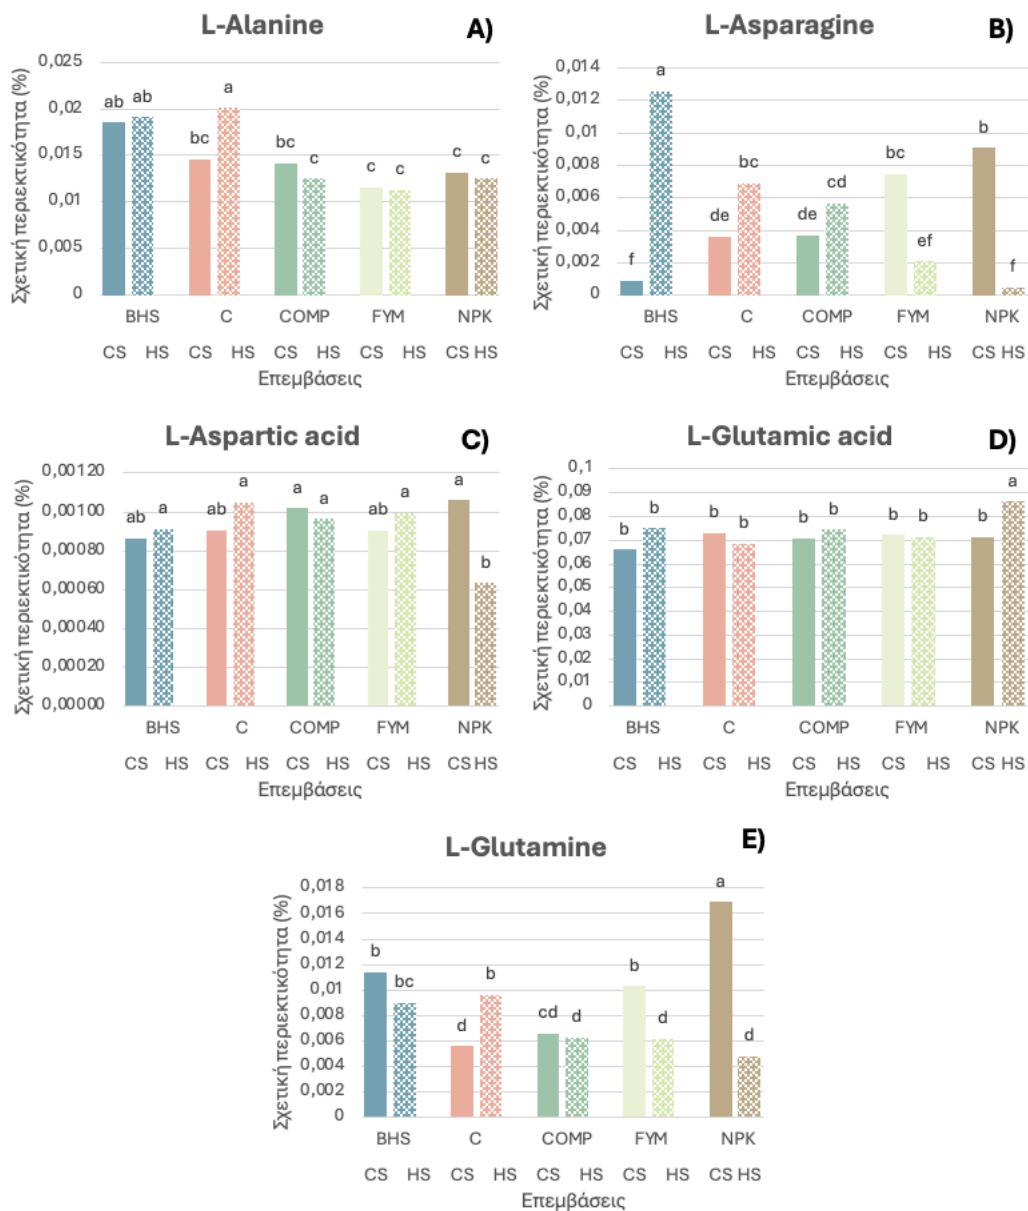 L-Alanine A)
Σχετική περιεκτικότητα (%)
0,025
0,02
0,015
0,01
0,005
0
ab ab bc a bc c c c c c
BHS C COMP FYM NPK
CS HS CS HS CS HS CS HS CS HS
Επεμβάσεις
L-Asparagine B)
Σχετική περιεκτικότητα (%)
0,014
0,012
0,01
0,008
0,006
0,004
0,002
0
f a de bc de cd bc ef b f
BHS C COMP FYM NPK
CS HS CS HS CS HS CS HS CS HS
Επεμβάσεις
L-Aspartic acid C)
Σχετική περιεκτικότητα (%)
0,00120
0,00100
0,00080
0,00060
0,00040
0,00020
0,00000
ab a ab a a a ab a a b
BHS C COMP FYM NPK
CS HS CS HS CS HS CS HS CS HS
Επεμβάσεις
L-Glutamic acid D)
Σχετική περιεκτικότητα (%)
0,1
0,09
0,08
0,07
0,06
0,05
0,04
0,03
0,02
0,01
0
b b b b b b b b b a
BHS C COMP FYM NPK
CS HS CS HS CS HS CS HS CS HS
Επεμβάσεις
L-Glutamine E)
Σχετική περιεκτικότητα (%)
0,018
0,016
0,014
0,012
0,01
0,008
0,006
0,004
0,002
0
b bc d b cd d b d a d
BHS C COMP FYM NPK
CS HS CS HS CS HS CS HS CS HS
Επεμβάσεις